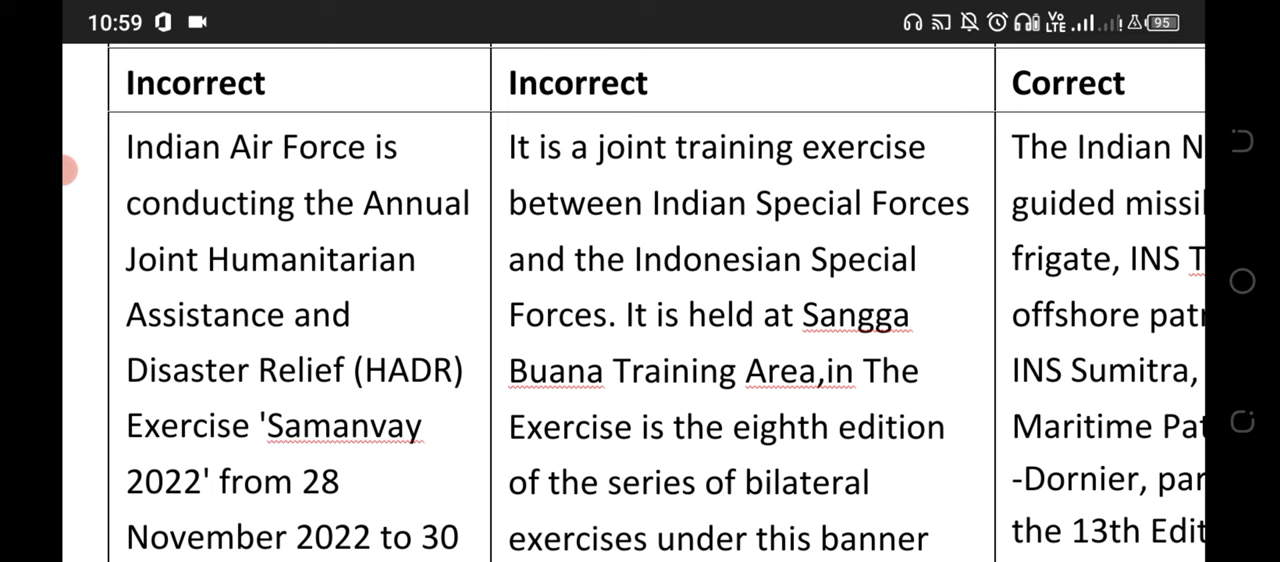 10:59
Vo LTE
95
Incorrect
Indian Air Force is
conducting the Annual
Joint Humanitarian
Assistance and
Disaster Relief (HADR)
Exercise 'Samanvay
2022' from 28
November 2022 to 30
Incorrect
It is a joint training exercise
between Indian Special Forces
and the Indonesian Special
Forces. It is held at Sangga
Buana Training Area,in The
Exercise is the eighth edition
of the series of bilateral
exercises under this banner
Correct
The Indian N
guided missil
frigate, INS T
offshore patr
INS Sumitra,
Maritime Pat
-Dornier, par
the 13th Edit